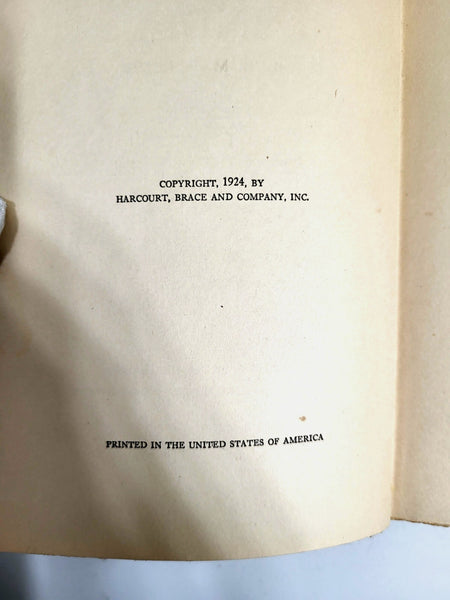 COPYRIGHT, 1924, BY
HARCOURT, BRACE AND COMPANY, INC.
PRINTED IN THE UNITED STATES OF AMERICA